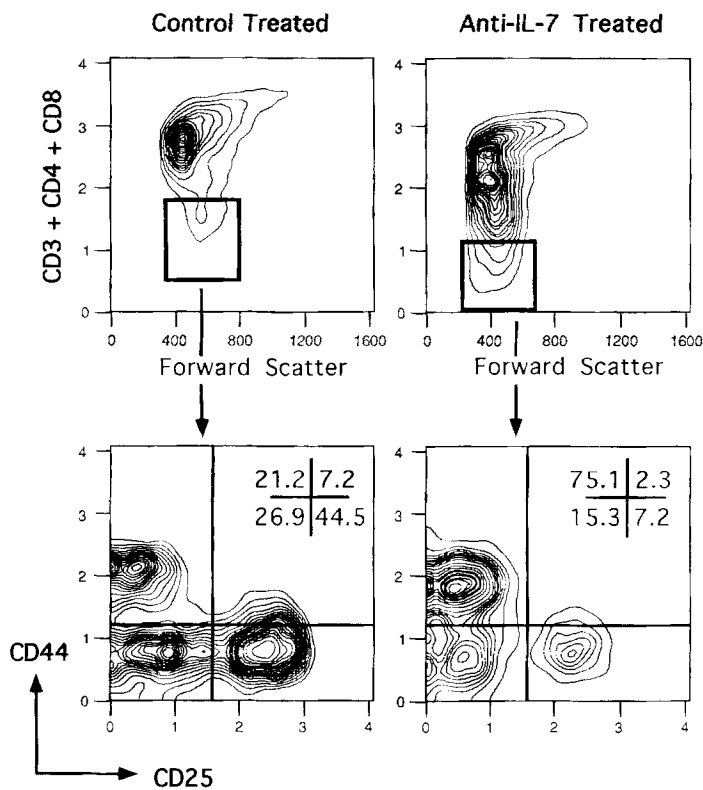 Control Treated
Anti-IL-7 Treated
CD3 + CD4 + CD8
4
3
2
1
0
0 400 800 1200 1600
Forward Scatter
4
3
2
1
0
0 400 800 1200 1600
Forward Scatter
CD44
CD25
4
3
2
1
0
21.2 7.2
26.9 44.5
0 1 2 3 4
4
3
2
1
0
75.1 2.3
15.3 7.2
0 1 2 3 4